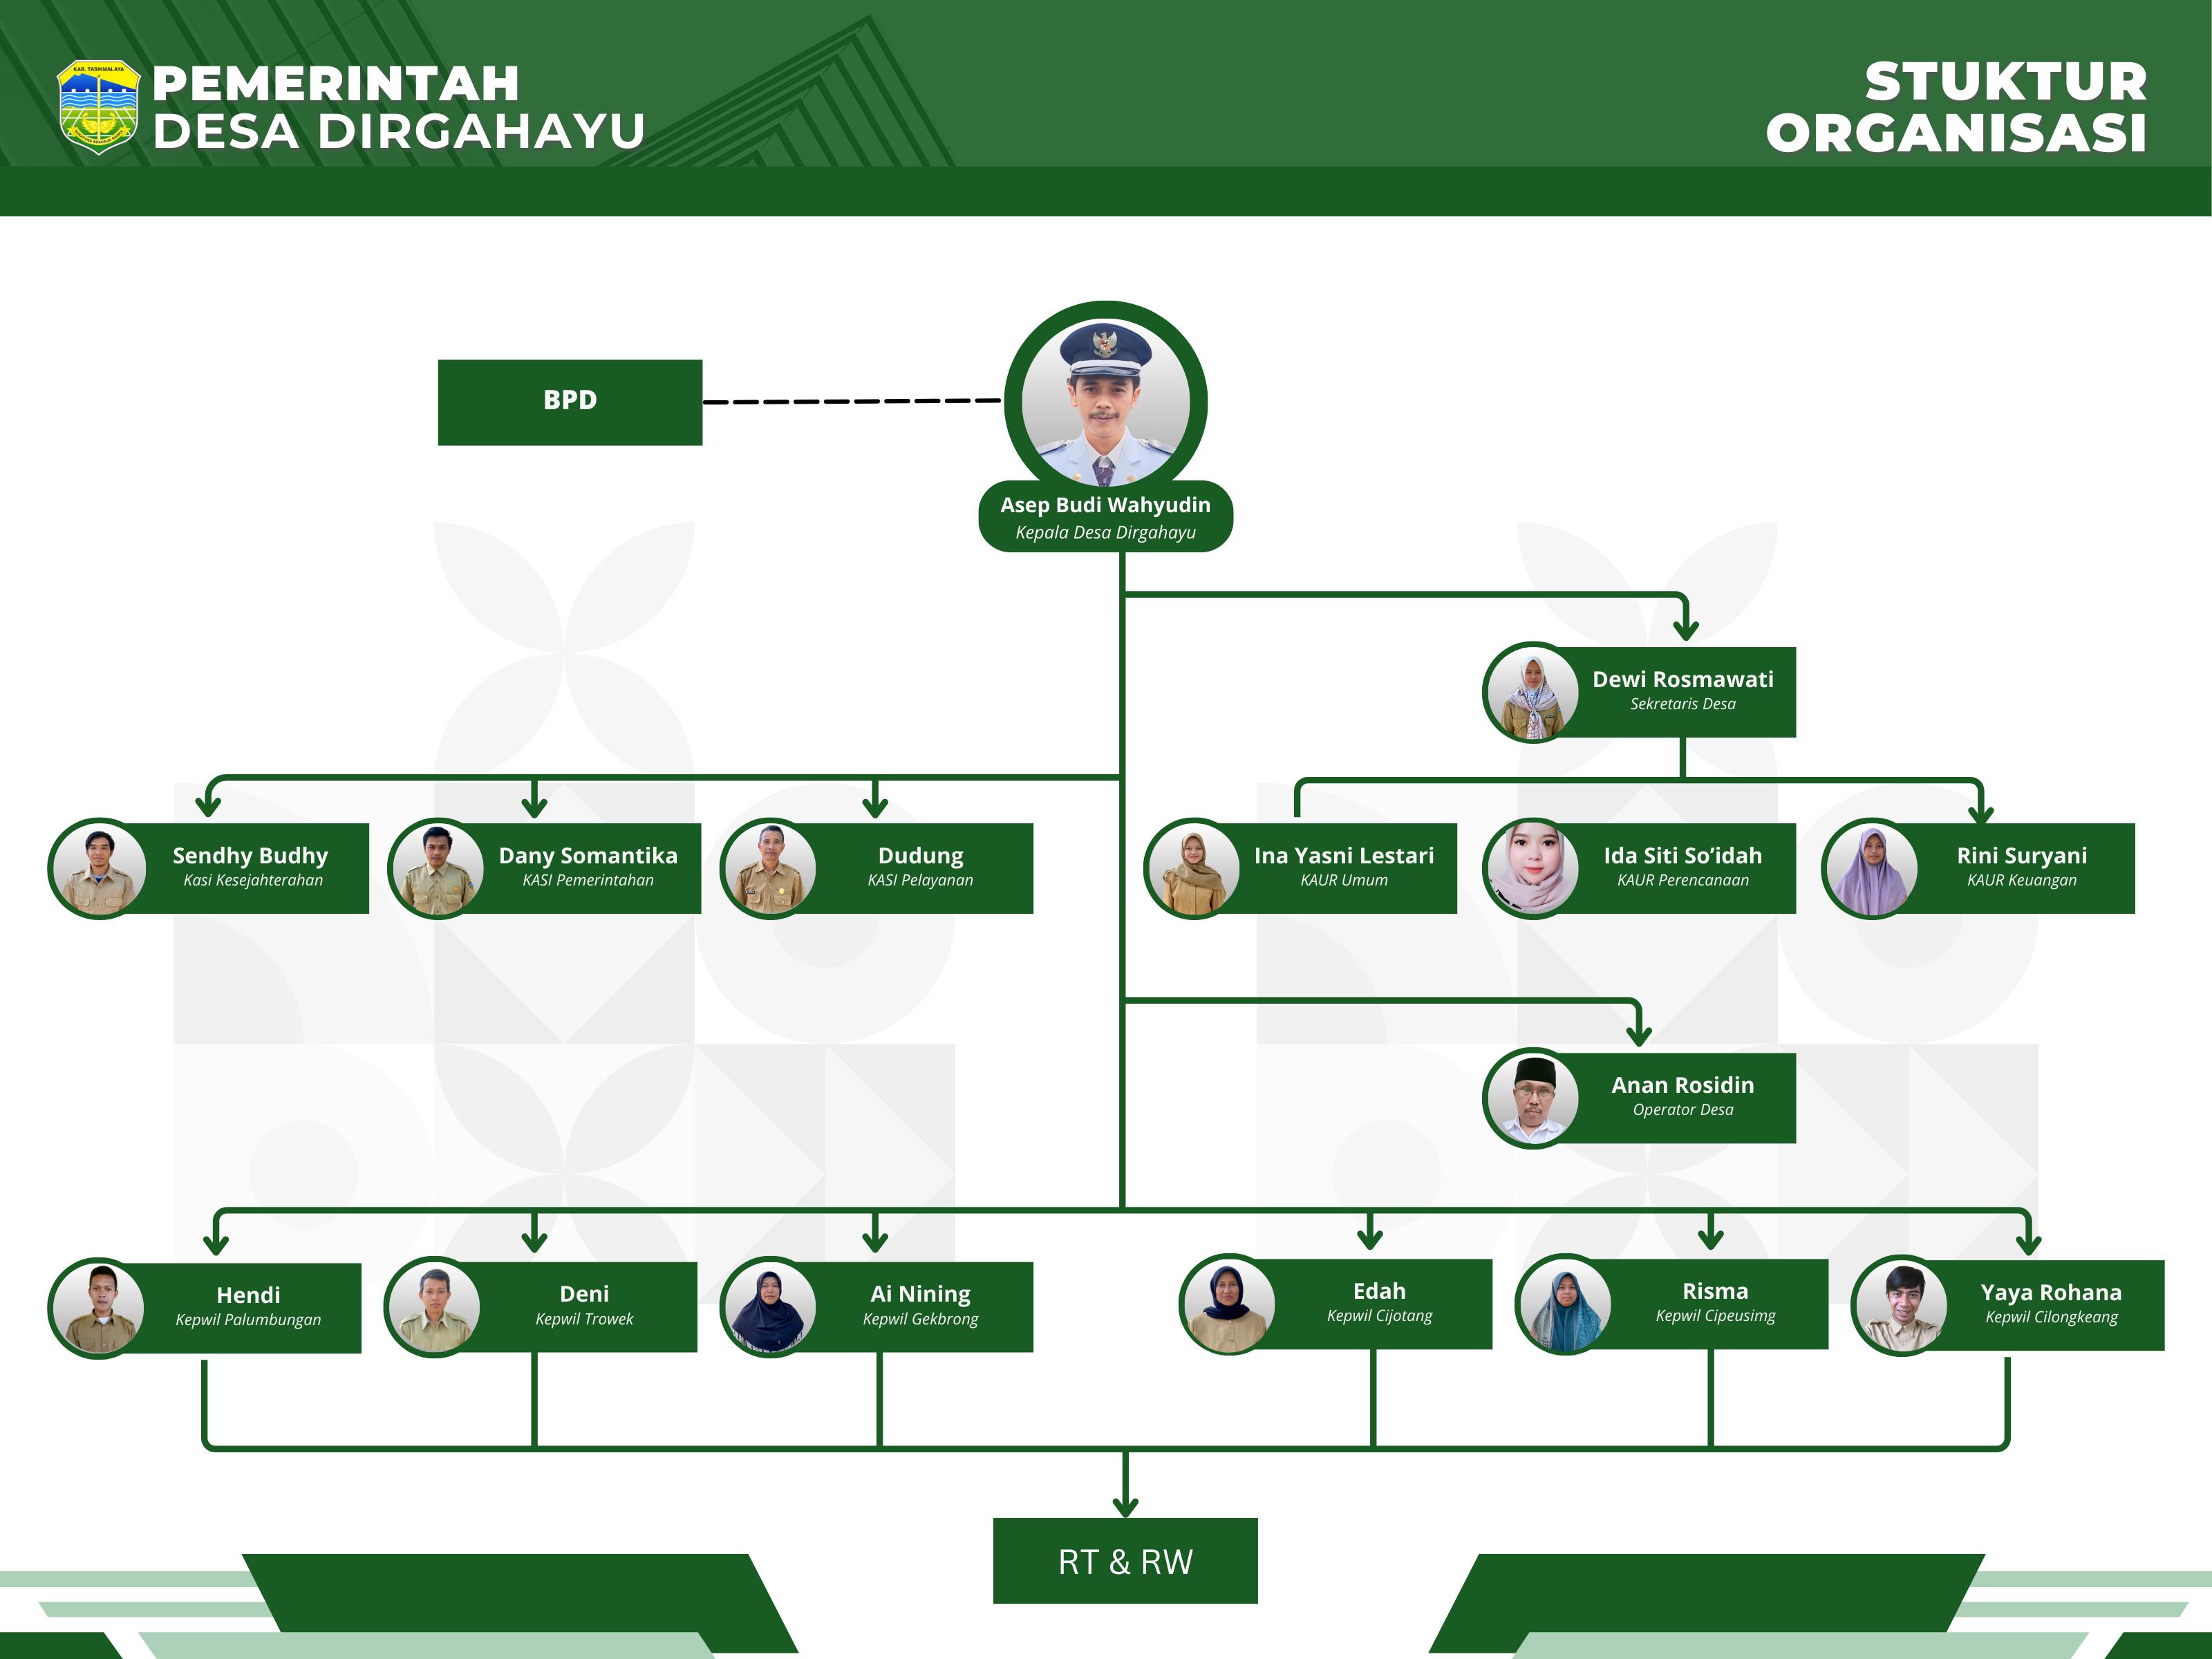 KAB. TASIKMALAYA
PEMERINTAH
DESA DIRGAHAYU
STUKTUR
ORGANISASI
BPD
Asep Budi Wahyudin
Kepala Desa Dirgahayu
Dewi Rosmawati
Sekretaris Desa
Sendhy Budhy
Kasi Kesejahterahan
Dany Somantika
KASI Pemerintahan
Dudung
KASI Pelayanan
Ina Yasni Lestari
KAUR Umum
Ida Siti So’idah
KAUR Perencanaan
Rini Suryani
KAUR Keuangan
Anan Rosidin
Operator Desa
Hendi
Kepwil Palumbungan
Deni
Kepwil Trowek
Ai Nining
Kepwil Gekbrong
Edah
Kepwil Cijotang
Risma
Kepwil Cipeusimg
Yaya Rohana
Kepwil Cilongkeang
RT & RW